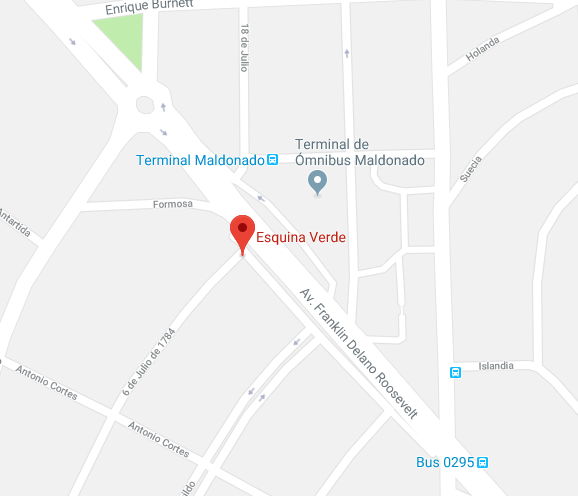 Enrique Burnett
18 de Julio
Holanda
Terminal de
Ómnibus Maldonado
Terminal Maldonado
Suecia
Formosa
Antartida
Esquina Verde
Av. Franklin Delano Roosevelt
6 de Julio de 1784
Islandia
Antonio Cortes
Antonio Cortes
Bus 0295